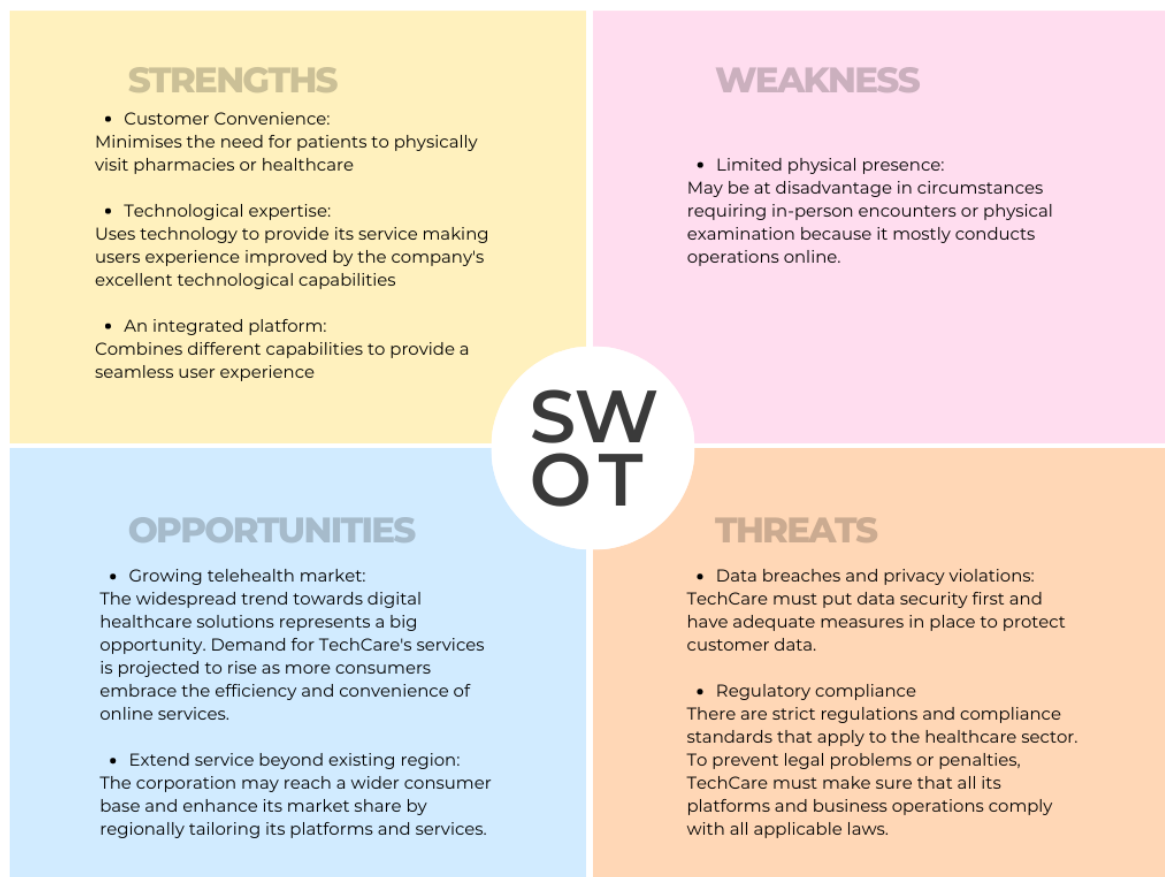 STRENGTHS
• Customer Convenience:
Minimises the need for patients to physically
visit pharmacies or healthcare
• Technological expertise:
Uses technology to provide its service making
users experience improved by the company's
excellent technological capabilities
• An integrated platform:
Combines different capabilities to provide a
seamless user experience
WEAKNESS
• Limited physical presence:
May be at disadvantage in circumstances
requiring in-person encounters or physical
examination because it mostly conducts
operations online.
SW
OT
OPPORTUNITIES
• Growing telehealth market:
The widespread trend towards digital
healthcare solutions represents a big
opportunity. Demand for TechCare's services
is projected to rise as more consumers
embrace the efficiency and convenience of
online services.
• Extend service beyond existing region:
The corporation may reach a wider consumer
base and enhance its market share by
regionally tailoring its platforms and services.
THREATS
• Data breaches and privacy violations:
TechCare must put data security first and
have adequate measures in place to protect
customer data.
• Regulatory compliance
There are strict regulations and compliance
standards that apply to the healthcare sector.
To prevent legal problems or penalties,
TechCare must make sure that all its
platforms and business operations comply
with all applicable laws.